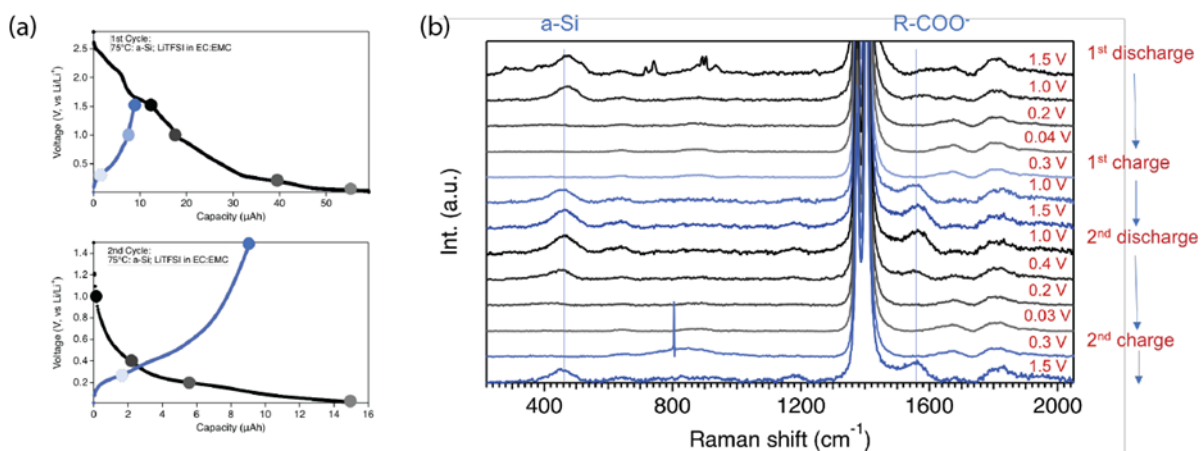 (a)
1st Cycle:
75°C: a-Si; LiTFSI in EC:EMC
Voltage (V, vs Li/Li⁺)
2.5
2.0
1.5
1.0
0.5
0 10 20 30 40 50
Capacity (µAh)
2nd Cycle:
75°C: a-Si; LiTFSI in EC:EMC
Voltage (V, vs Li/Li⁺)
1.4
1.2
1.0
0.8
0.6
0.4
0.2
0 2 4 6 8 10 12 14 16
Capacity (µAh)
(b)
a-Si R-COO⁻
Int. (a.u.)
1.5 V
1.0 V
0.2 V
0.04 V
0.3 V
1.0 V
1.5 V
1.0 V
0.4 V
0.2 V
0.03 V
0.3 V
1.5 V
1st discharge
1st charge
2nd discharge
2nd charge
400 800 1200 1600 2000
Raman shift (cm⁻¹)